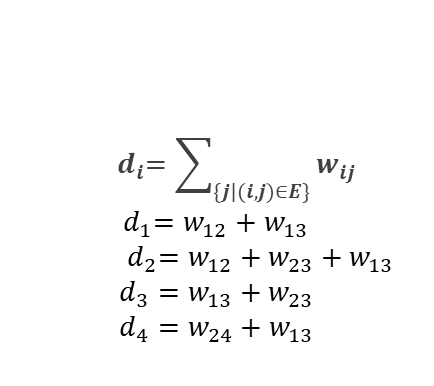 d_i= ∑_{j|(i,j)∈E} w_ij
d_1= w_12 + w_13
d_2= w_12 + w_23 + w_13
d_3 = w_13 + w_23
d_4 = w_24 + w_13